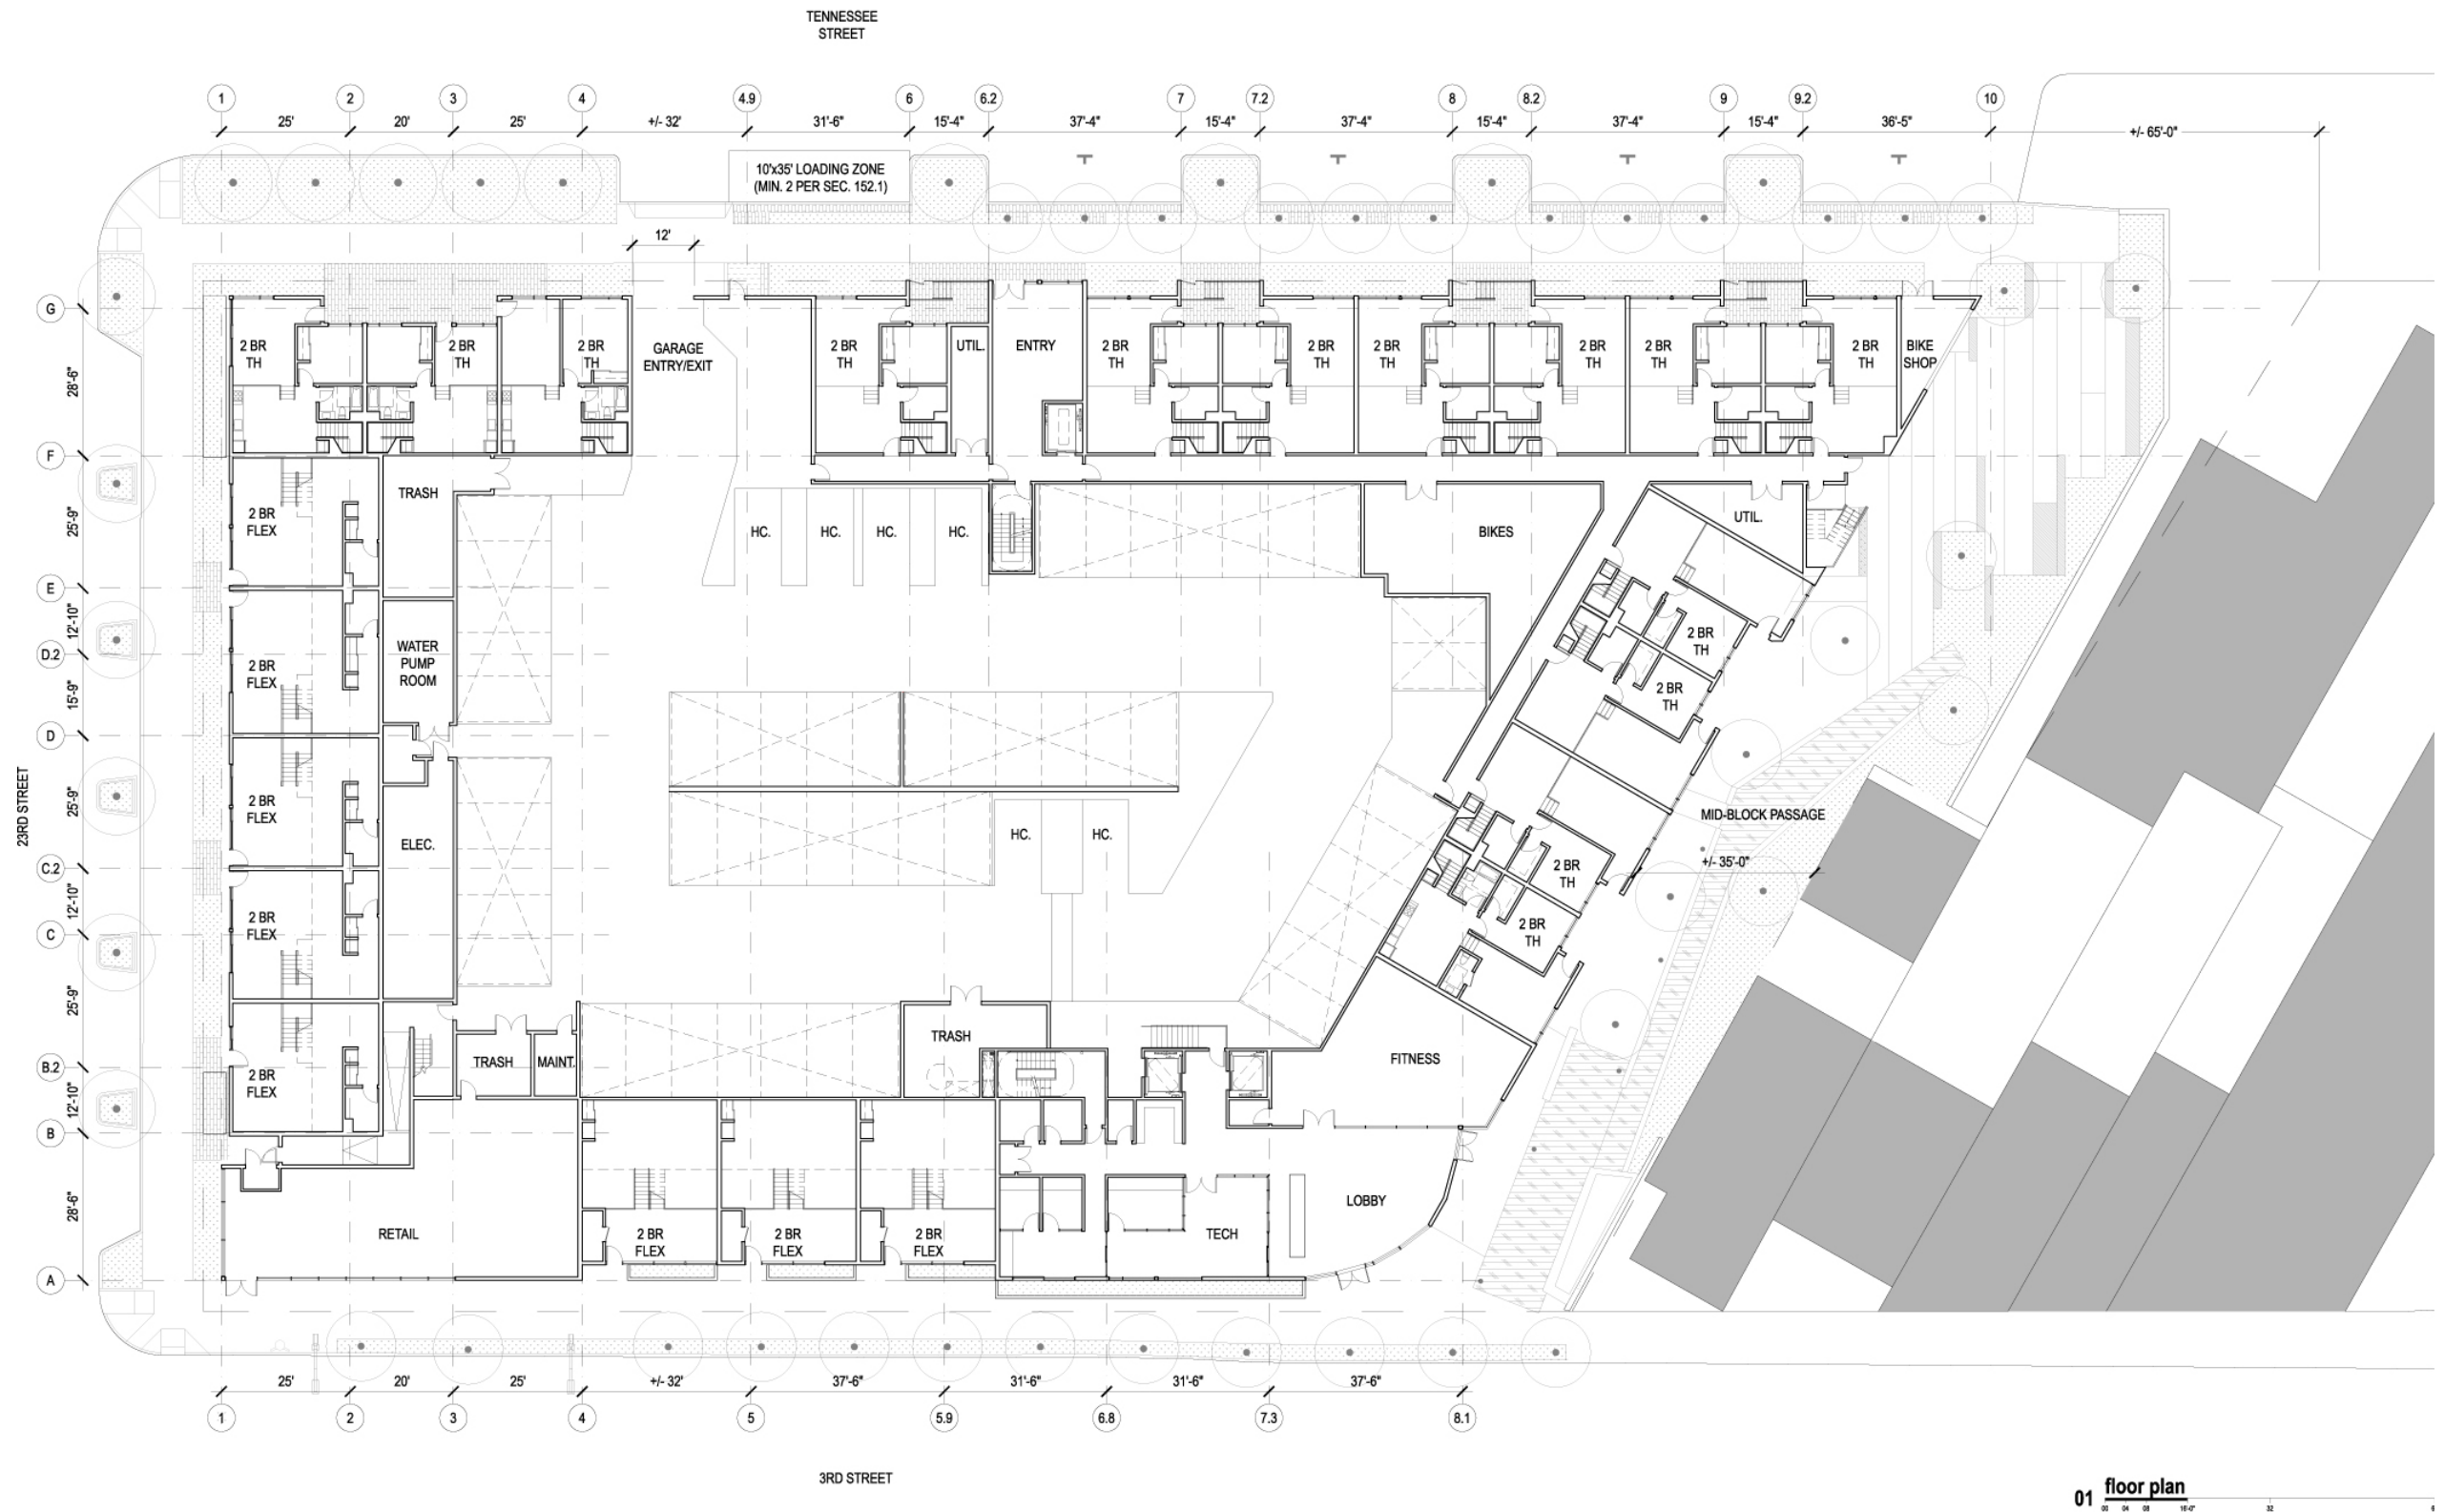 TENNESSEE
STREET
1 2 3 4 4.9 6 6.2 7 7.2 8 8.2 9 9.2 10
25' 20' 25' +/- 32' 31'-6" 15'-4" 37'-4" 15'-4" 37'-4" 15'-4" 37'-4" 15'-4" 36'-5" +/- 65'-0"
10'x35' LOADING ZONE
(MIN. 2 PER SEC. 152.1)
12'
G
2 BR
TH
2 BR
TH
2 BR
TH
GARAGE
ENTRY/EXIT
2 BR
TH
UTIL.
ENTRY
2 BR
TH
2 BR
TH
2 BR
TH
2 BR
TH
2 BR
TH
2 BR
TH
BIKE
SHOP
28'-6"
F
TRASH
2 BR
FLEX
25'-9"
HC.
HC.
HC.
HC.
BIKES
UTIL.
E
12'-10"
D.2
2 BR
FLEX
WATER
PUMP
ROOM
2 BR
TH
2 BR
TH
15'-9"
D
23RD STREET
25'-9"
2 BR
FLEX
ELEC.
HC.
HC.
MID-BLOCK PASSAGE
+/- 35'-0"
C.2
12'-10"
2 BR
FLEX
2 BR
TH
2 BR
TH
C
25'-9"
TRASH
TRASH
MAINT.
FITNESS
B.2
2 BR
FLEX
12'-10"
B
28'-6"
RETAIL
2 BR
FLEX
2 BR
FLEX
2 BR
FLEX
TECH
LOBBY
A
25' 20' 25' +/- 32' 37'-6" 31'-6" 31'-6" 37'-6"
1 2 3 4 5 5.9 6.8 7.3 8.1
3RD STREET
01 floor plan
00 04 08 16'-0" 32